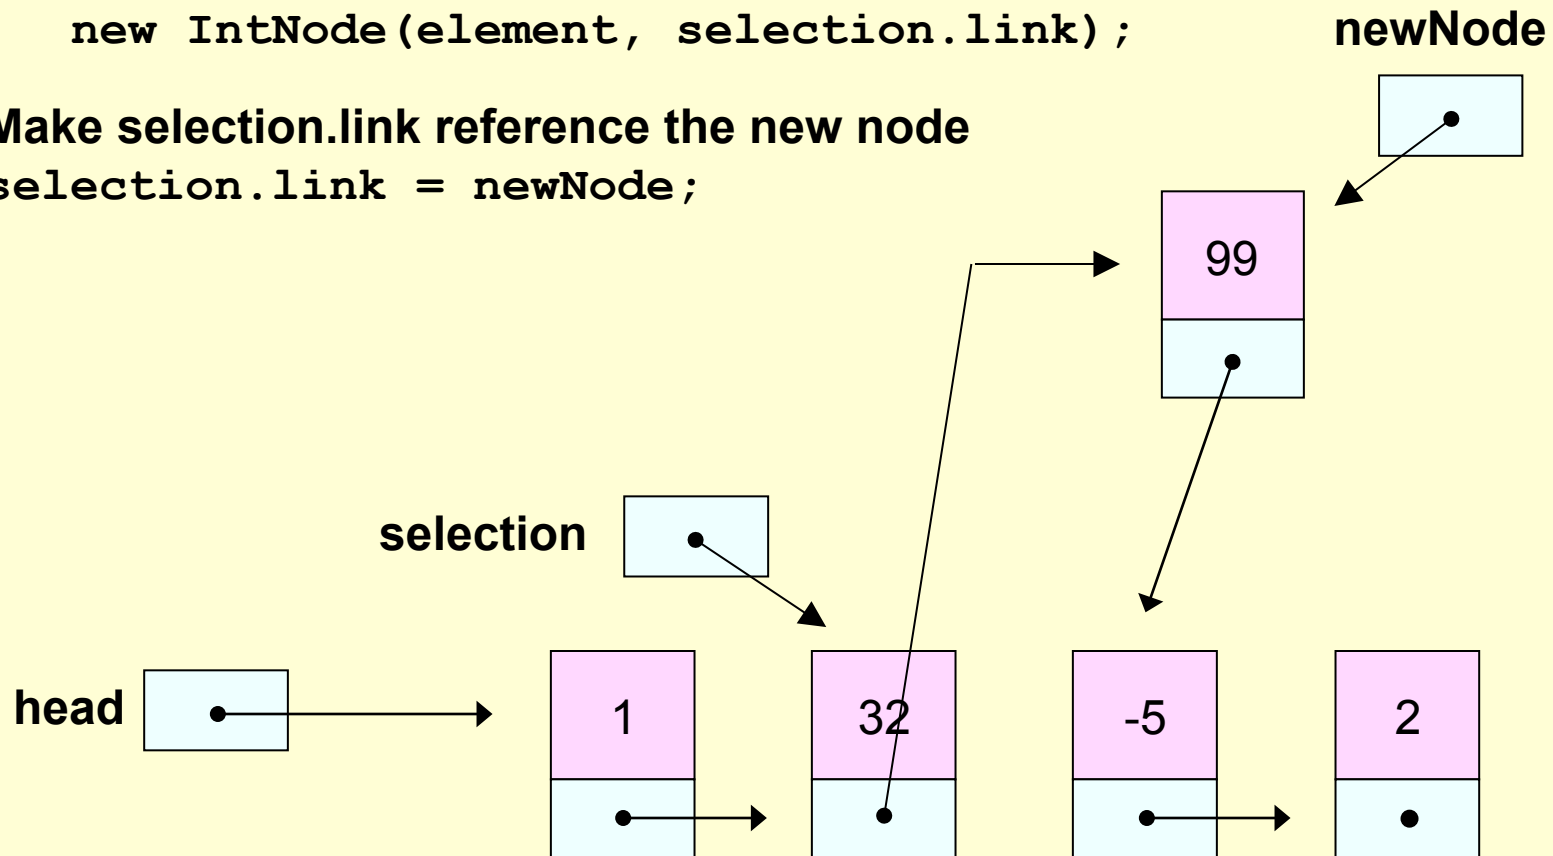 new IntNode(element, selection.link);
newNode
Make selection.link reference the new node
selection.link = newNode;
99
selection
head
1
32
-5
2